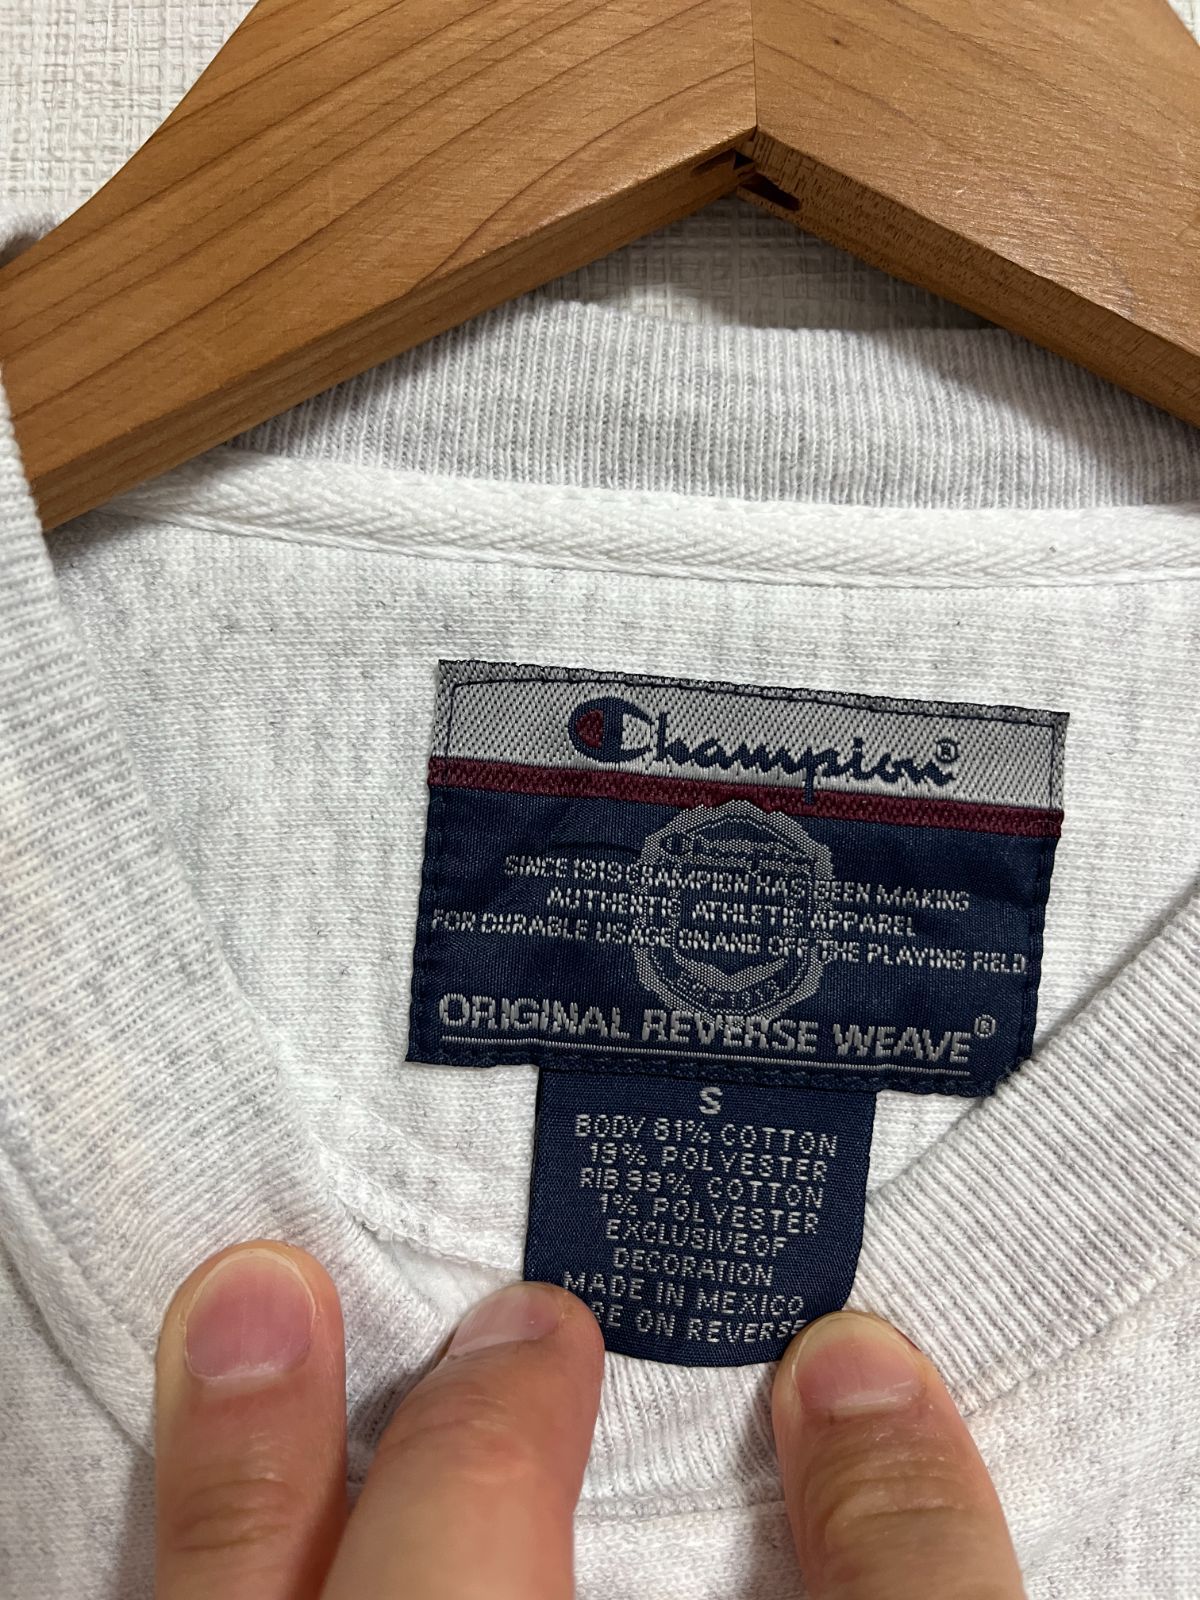 Champion®
SINCE 1919 CHAMPION HAS BEEN MAKING
AUTHENTIC ATHLETIC APPAREL
FOR DURABLE USAGE ON AND OFF THE PLAYING FIELD
ORIGINAL REVERSE WEAVE®
S
BODY 81% COTTON
19% POLYESTER
RIB 99% COTTON
1% POLYESTER
EXCLUSIVE OF
DECORATION
MADE IN MEXICO
ON REVERSE